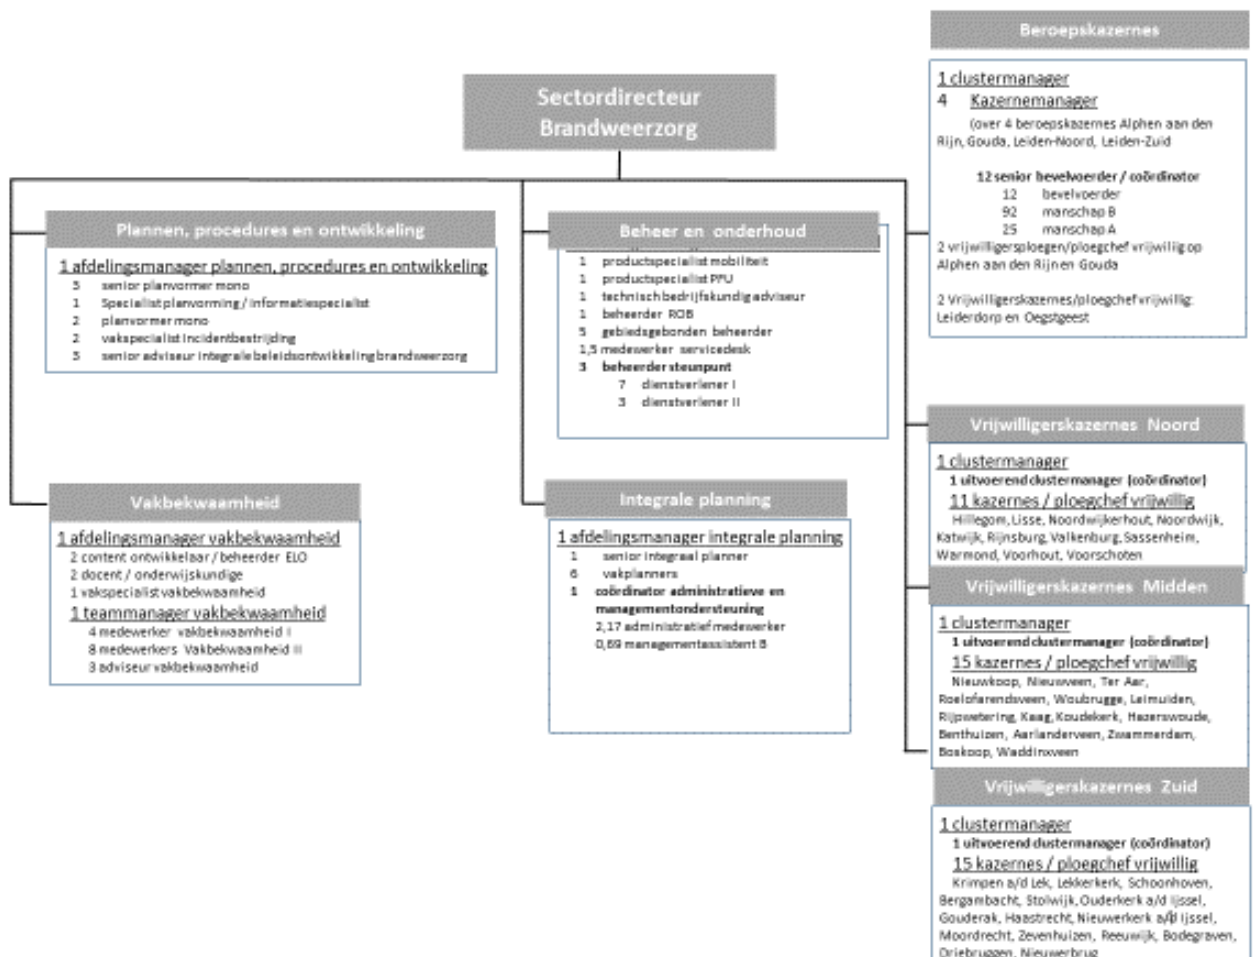 Sectordirecteur
Brandweerzorg
Plannen, procedures en ontwikkeling
1 afdelingsmanager plannen, procedures en ontwikkeling
senior planvormer mono
1 Specialist planvorming / informatiespecialist
2 planvormer mono
2 vakspecialist incidentbestrijding
senior adviseur integrale beleidsontwikkeling brandweerzorg
Vakbekwaamheid
1 afdelingsmanager vakbekwaamheid
2 content ontwikkelaar / beheerder ELO
2 docent / onderwijskundige
1 vakspecialist vakbekwaamheid
1 teammanager vakbekwaamheid
4 medewerker vakbekwaamheid I
8 medewerkers Vakbekwaamheid II
3 adviseur vakbekwaamheid
Beheer en onderhoud
1 productspecialist mobiliteit
1 productspecialist PPU
1 technisch bedrijfskundig adviseur
1 beheerder ROB
5 gebiedsgebonden beheerder
1,5 medewerker servicedesk
3 beheerder steunpunt
7 dienstverlener I
3 dienstverlener II
Integrale planning
1 afdelingsmanager integrale planning
1 senior integraal planner
6 vakplanners
1 coördinator administratieve en
managementondersteuning
2,17 administratief medewerker
0,69 managementassistent B
Beroepskazernes
1 clustermanager
4 Kazernemanager
(over 4 beroepskazernes Alphen aan den
Rijn, Gouda, Leiden-Noord, Leiden-Zuid
12 senior bevelvoerder / coördinator
12 bevelvoerder
92 manschap B
25 manschap A
2 vrijwilligersploegen/ploegchef vrijwillig op
Alphen aan den Rijn en Gouda
2 Vrijwilligerskazernes/ploegchef vrijwillig:
Leiderdorp en Oegstgeest
Vrijwilligerskazernes Noord
1 clustermanager
1 uitvoerend clustermanager (coördinator)
11 kazernes / ploegchef vrijwillig
Hillegom, Lisse, Noordwijkerhout, Noordwijk,
Katwijk, Rijnsburg, Valkenburg, Sassenheim,
Warmond, Voorhout, Voorschoten
Vrijwilligerskazernes Midden
1 clustermanager
1 uitvoerend clustermanager (coördinator)
15 kazernes / ploegchef vrijwillig
Nieuwkoop, Nieuwveen, Ter Aar,
Roelofarendsveen, Woubrugge, Leimuiden,
Rijpwetering, Kaag, Koudekerk, Hazerswoude,
Benthuizen, Aarlanderveen, Zwammerdam,
Boskoop, Waddinxveen
Vrijwilligerskazernes Zuid
1 clustermanager
1 uitvoerend clustermanager (coördinator)
15 kazernes / ploegchef vrijwillig
Krimpen a/d Lek, Lekkerkerk, Schoonhoven,
Bergambacht, Stolwijk, Ouderkerk a/d Ijssel,
Gouderak, Haastrecht, Nieuwerkerk a/d Ijssel,
Moordrecht, Zevenhuizen, Reeuwijk, Bodegraven,
Driebruggen, Nieuwerbrug